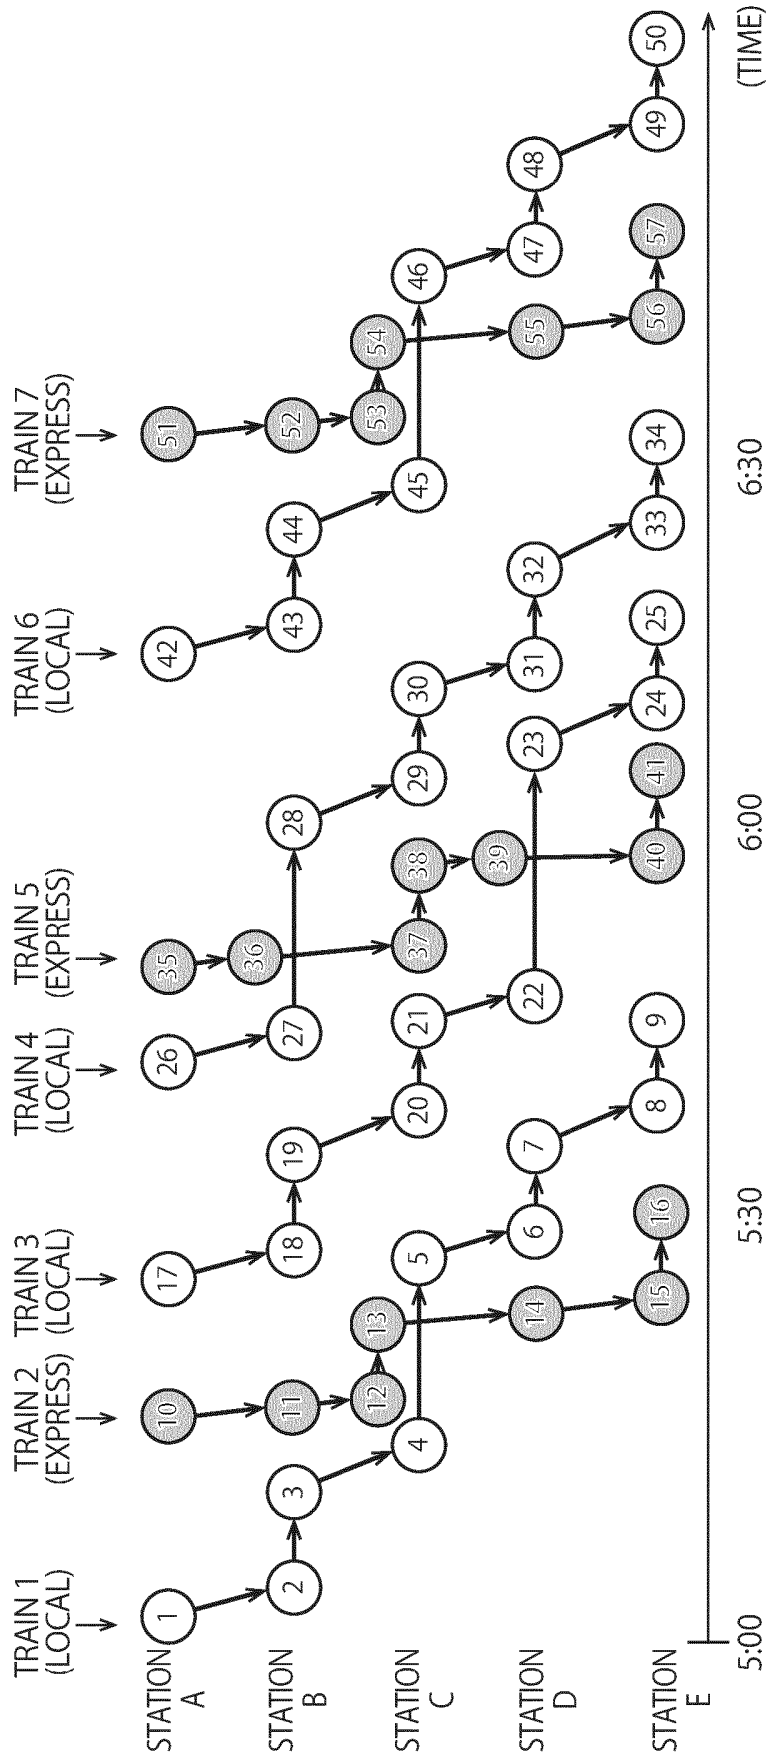 TRAIN 1
(LOCAL)
TRAIN 2
(EXPRESS)
TRAIN 3
(LOCAL)
TRAIN 4
(LOCAL)
TRAIN 5
(EXPRESS)
TRAIN 6
(LOCAL)
TRAIN 7
(EXPRESS)
STATION
A
1 10 17 26 35 42 51
STATION
B
2 3 11 18 19 27 36 28 43 44 52
STATION
C
4 12 13 5 20 21 37 38 29 30 45 53 54 46
STATION
D
14 6 7 22 39 23 31 32 55 47 48
STATION
E
15 16 8 9 40 41 24 25 33 34 56 57 49 50
5:00 5:30 6:00 6:30 (TIME)